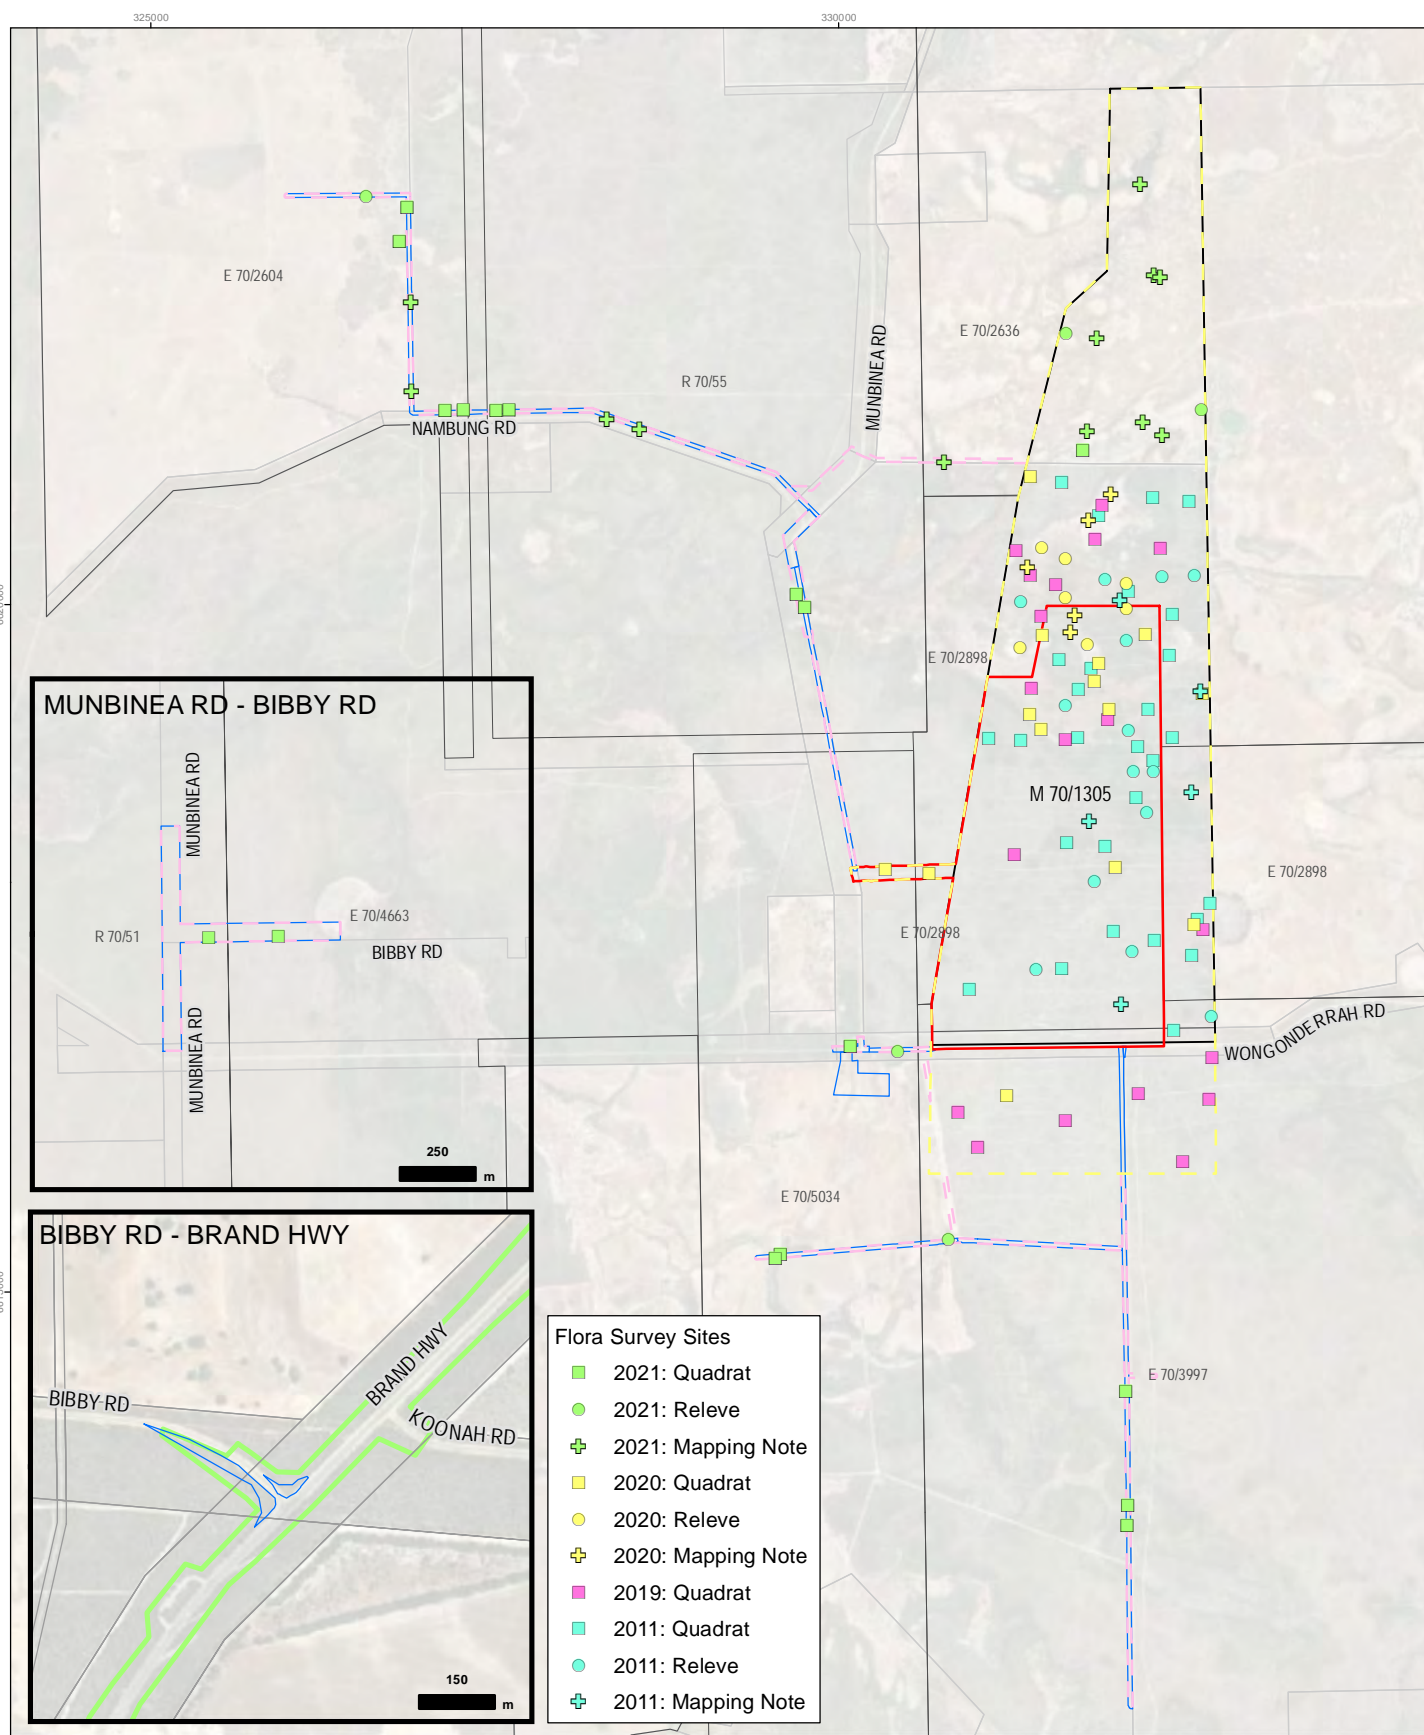 325000
330000
E 70/2604
E 70/2636
MUNBINEA RD
R 70/55
NAMBUNG RD
E 70/2898
MUNBINEA RD - BIBBY RD
MUNBINEA RD
M 70/1305
E 70/2898
E 70/4663
R 70/51
BIBBY RD
E 70/2898
MUNBINEA RD
WONGONDERRAH RD
250
m
E 70/5034
BIBBY RD - BRAND HWY
BRAND HWY
BIBBY RD
KOONAH RD
150
m
E 70/3997
Flora Survey Sites
2021: Quadrat
2021: Releve
2021: Mapping Note
2020: Quadrat
2020: Releve
2020: Mapping Note
2019: Quadrat
2011: Quadrat
2011: Releve
2011: Mapping Note